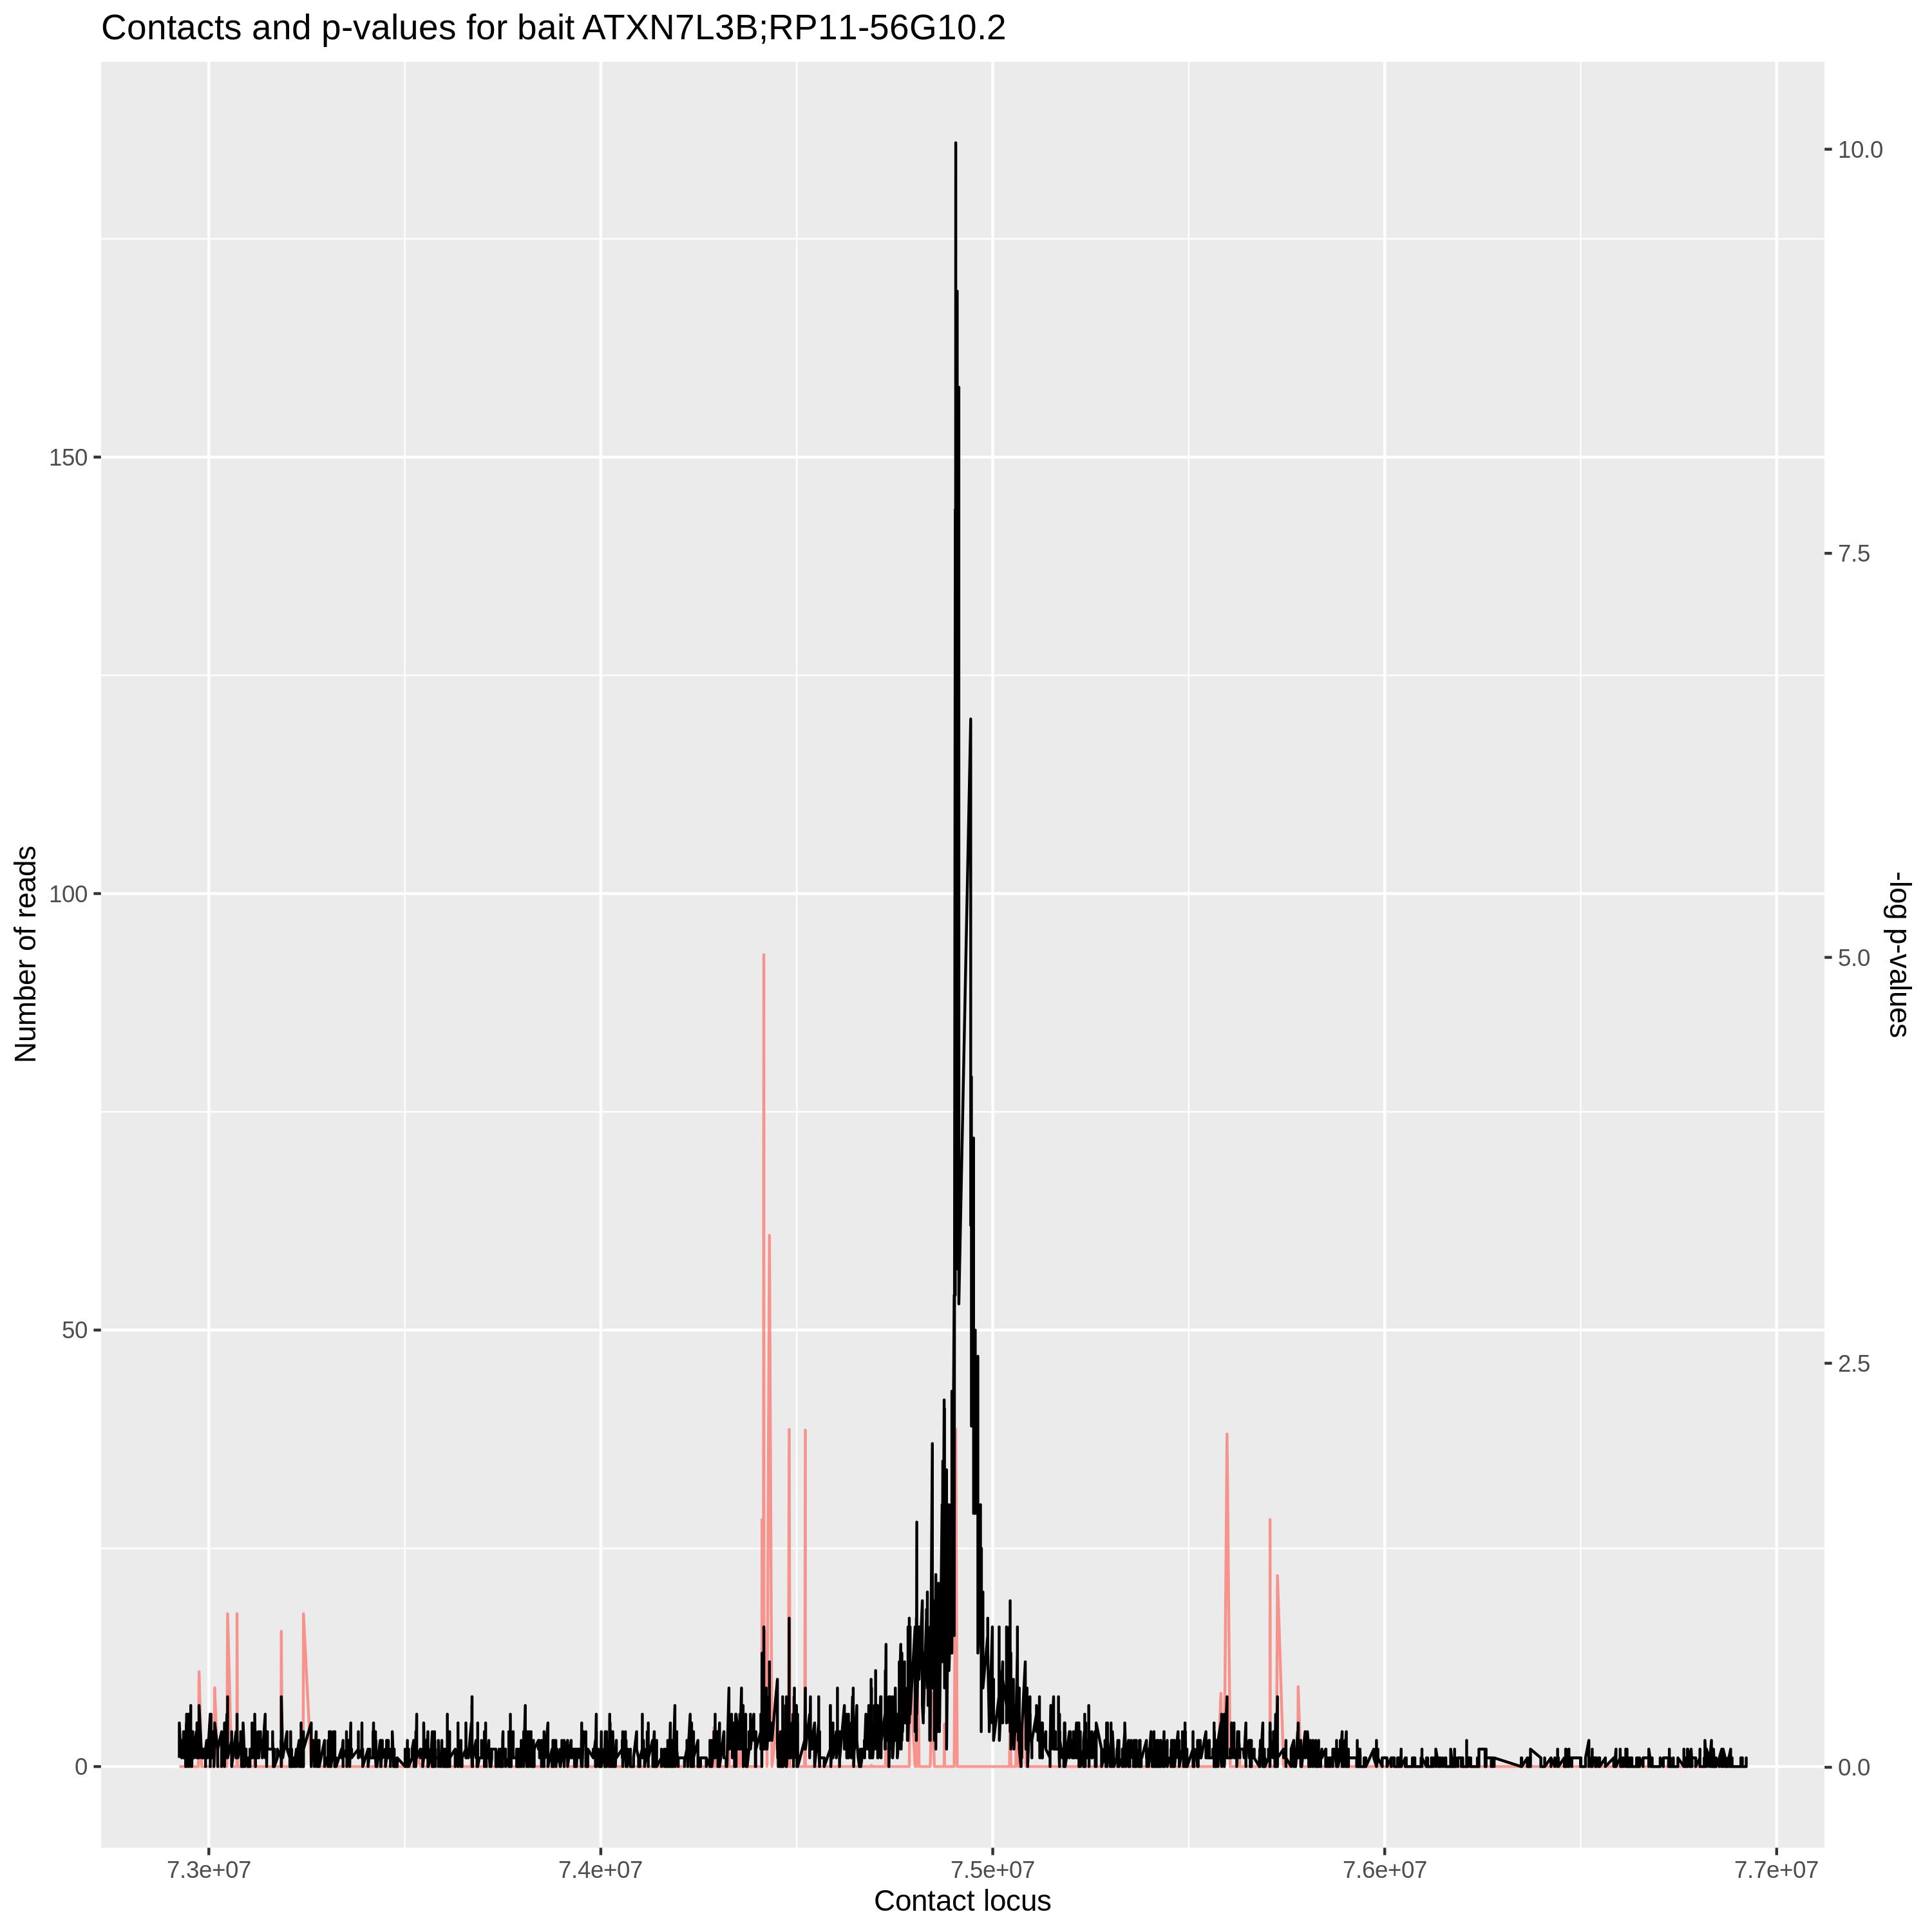 Contacts and p-values for bait ATXN7L3B;RP11-56G10.2
Number of reads
150
100
50
0
10.0
7.5
5.0
2.5
0.0
-log p-values
7.3e+07
7.4e+07
7.5e+07
7.6e+07
7.7e+07
Contact locus